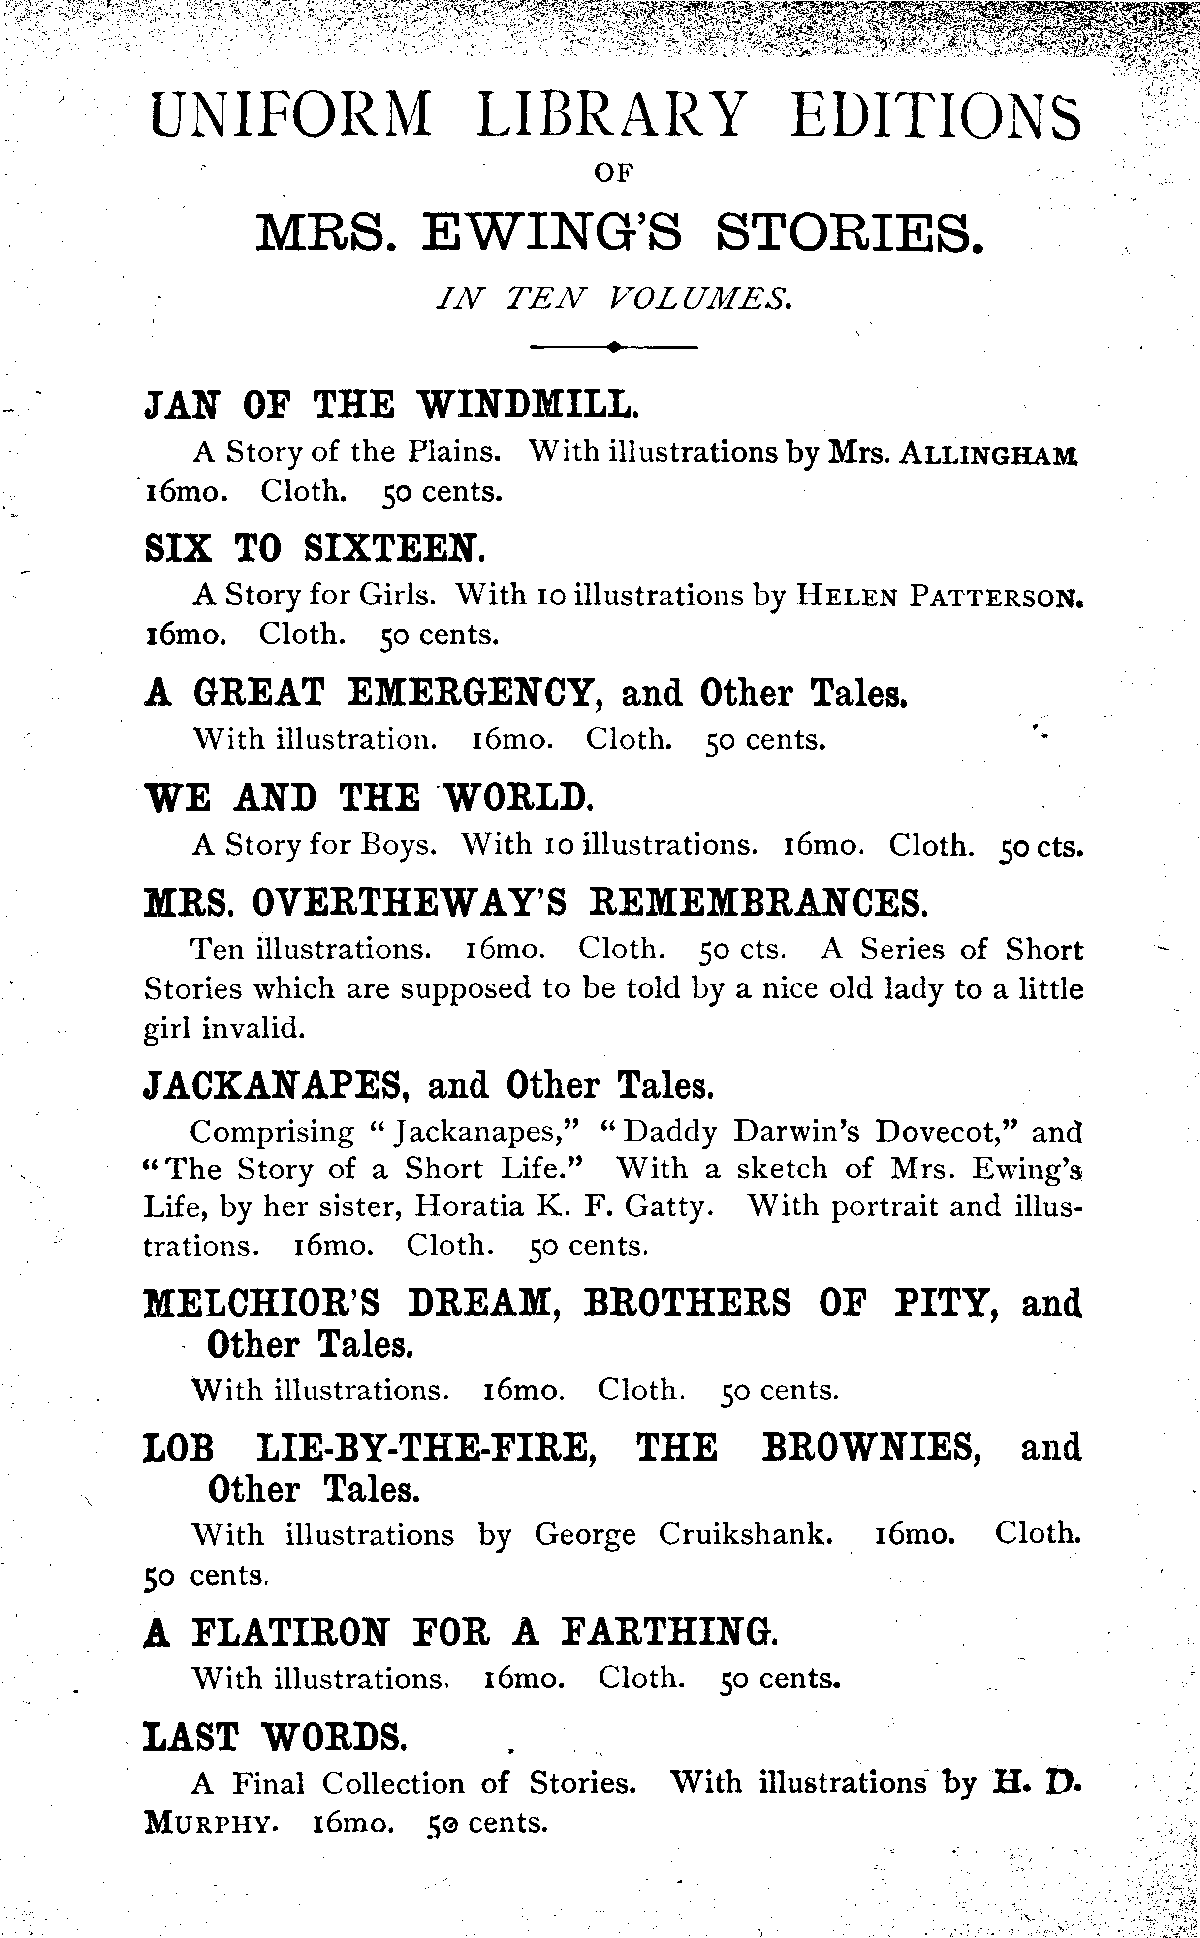 UNIFORM LIBRARY EDITIONS
OF
MRS. EWING'S STORIES.
IN TEN VOLUMES.
JAN OF THE WINDMILL.
A Story of the Plains. With illustrations by Mrs. ALLINGHAM
16mo. Cloth. 50 cents.
SIX TO SIXTEEN.
A Story for Girls. With 10 illustrations by HELEN PATTERSON.
16mo. Cloth. 50 cents.
A GREAT EMERGENCY, and Other Tales.
With illustration. 16mo. Cloth. 50 cents.
WE AND THE WORLD.
A Story for Boys. With 10 illustrations. 16mo. Cloth. 50 cts.
MRS. OVERTHEWAY'S REMEMBRANCES.
Ten illustrations. 16mo. Cloth. 50 cts. A Series of Short
Stories which are supposed to be told by a nice old lady to a little
girl invalid.
JACKANAPES, and Other Tales.
Comprising "Jackanapes," "Daddy Darwin's Dovecot," and
"The Story of a Short Life." With a sketch of Mrs. Ewing's
Life, by her sister, Horatia K. F. Gatty. With portrait and illus-
trations. 16mo. Cloth. 50 cents.
MELCHIOR'S DREAM, BROTHERS OF PITY, and
Other Tales.
With illustrations. 16mo. Cloth. 50 cents.
LOB LIE-BY-THE-FIRE, THE BROWNIES, and
Other Tales.
With illustrations by George Cruikshank. 16mo. Cloth.
50 cents.
A FLATIRON FOR A FARTHING.
With illustrations. 16mo. Cloth. 50 cents.
LAST WORDS.
A Final Collection of Stories. With illustrations by H. D.
MURPHY. 16mo. 50 cents.